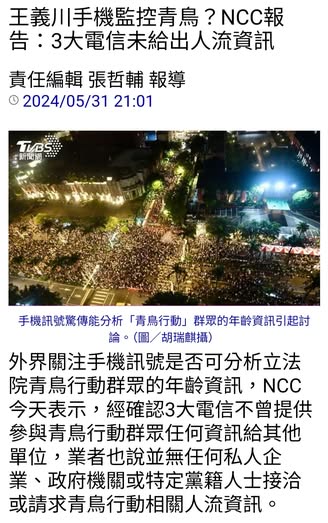 王義川手機監控青鳥？NCC報
告：3大電信未給出人流資訊
責任編輯 張哲輔 報導
2024/05/31 21:01
TVBS
新聞網
手機訊號驚傳能分析「青鳥行動」群眾的年齡資訊引起討
論。（圖／胡瑞麒攝）
外界關注手機訊號是否可分析立法
院青鳥行動群眾的年齡資訊，NCC
今天表示，經確認3大電信不曾提供
參與青鳥行動群眾任何資訊給其他
單位，業者也說並無任何私人企
業、政府機關或特定黨籍人士接洽
或請求青鳥行動相關人流資訊。